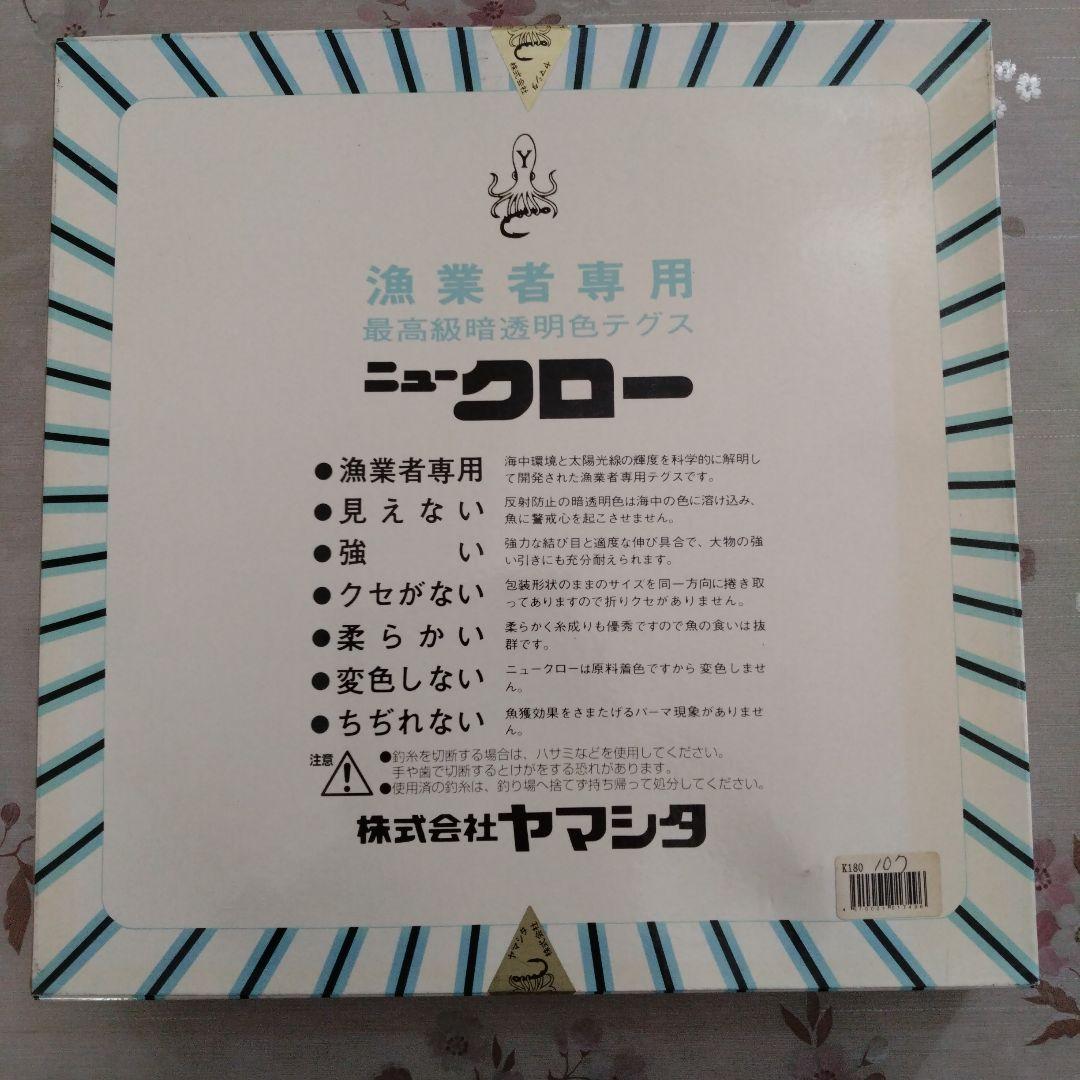 ヤマシタ
株式会社
Y
漁業者専用
最高級暗透明色テグス
ニュークロー
●漁業者専用
海中環境と太陽光線の輝度を科学的に解明し
て開発された漁業者専用テグスです。
●見えない
反射防止の暗透明色は海中の色に溶け込み、
魚に警戒心を起こさせません。
●強い
強力な結び目と適度な伸び具合で、大物の強
い引きにも充分耐えられます。
●クセがない
包装形状のままのサイズを同一方向に捲き取
ってありますので折りクセがありません。
●柔らかい
柔らかく糸成りも優秀ですので魚の食いは抜
群です。
●変色しない
ニュークローは原料着色ですから変色しませ
ん。
●ちぢれない
魚獲効果をさまたげるパーマ現象がありませ
ん。
注意
●釣糸を切断する場合は、ハサミなどを使用してください。
手や歯で切断するとけがをする恐れがあります。
●使用済の釣糸は、釣り場へ捨てず持ち帰って処分してください。
株式会社ヤマシタ
K180
ヤマシタ
株式会社